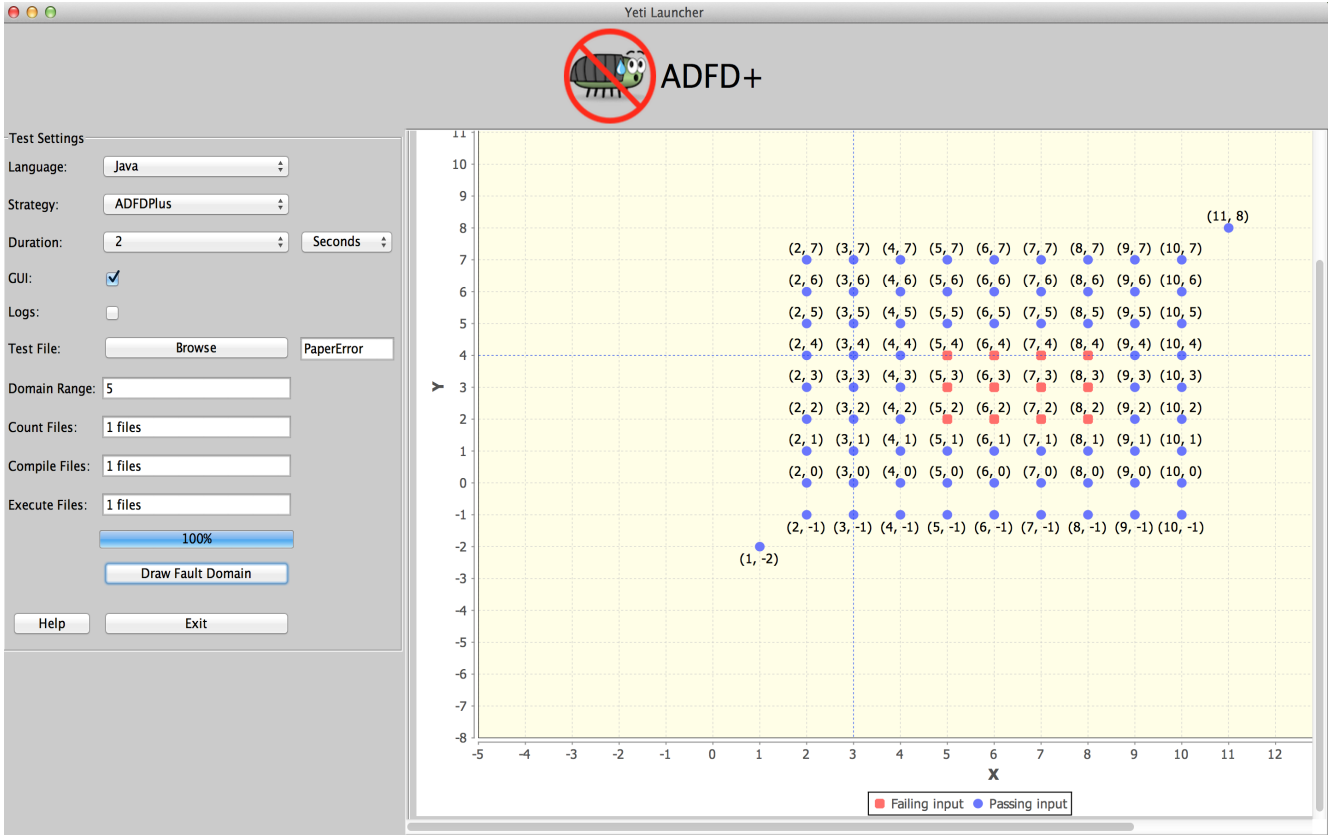 Yeti Launcher
ADFD+
Test Settings
Language: Java
Strategy: ADFDPlus
Duration: 2 Seconds
GUI:
Logs:
Test File: Browse PaperError
Domain Range: 5
Count Files: 1 files
Compile Files: 1 files
Execute Files: 1 files
100%
Draw Fault Domain
Help Exit
11
10
9
(11, 8)
8
(2, 7) (3, 7) (4, 7) (5, 7) (6, 7) (7, 7) (8, 7) (9, 7) (10, 7)
7
(2, 6) (3, 6) (4, 6) (5, 6) (6, 6) (7, 6) (8, 6) (9, 6) (10, 6)
6
(2, 5) (3, 5) (4, 5) (5, 5) (6, 5) (7, 5) (8, 5) (9, 5) (10, 5)
5
(2, 4) (3, 4) (4, 4) (5, 4) (6, 4) (7, 4) (8, 4) (9, 4) (10, 4)
4
(2, 3) (3, 3) (4, 3) (5, 3) (6, 3) (7, 3) (8, 3) (9, 3) (10, 3)
Y
3
(2, 2) (3, 2) (4, 2) (5, 2) (6, 2) (7, 2) (8, 2) (9, 2) (10, 2)
2
(2, 1) (3, 1) (4, 1) (5, 1) (6, 1) (7, 1) (8, 1) (9, 1) (10, 1)
1
(2, 0) (3, 0) (4, 0) (5, 0) (6, 0) (7, 0) (8, 0) (9, 0) (10, 0)
0
-1
(2, -1) (3, -1) (4, -1) (5, -1) (6, -1) (7, -1) (8, -1) (9, -1) (10, -1)
-2
(1, -2)
-3
-4
-5
-6
-7
-8
-5 -4 -3 -2 -1 0 1 2 3 4 5 6 7 8 9 10 11 12
X
Failing input Passing input